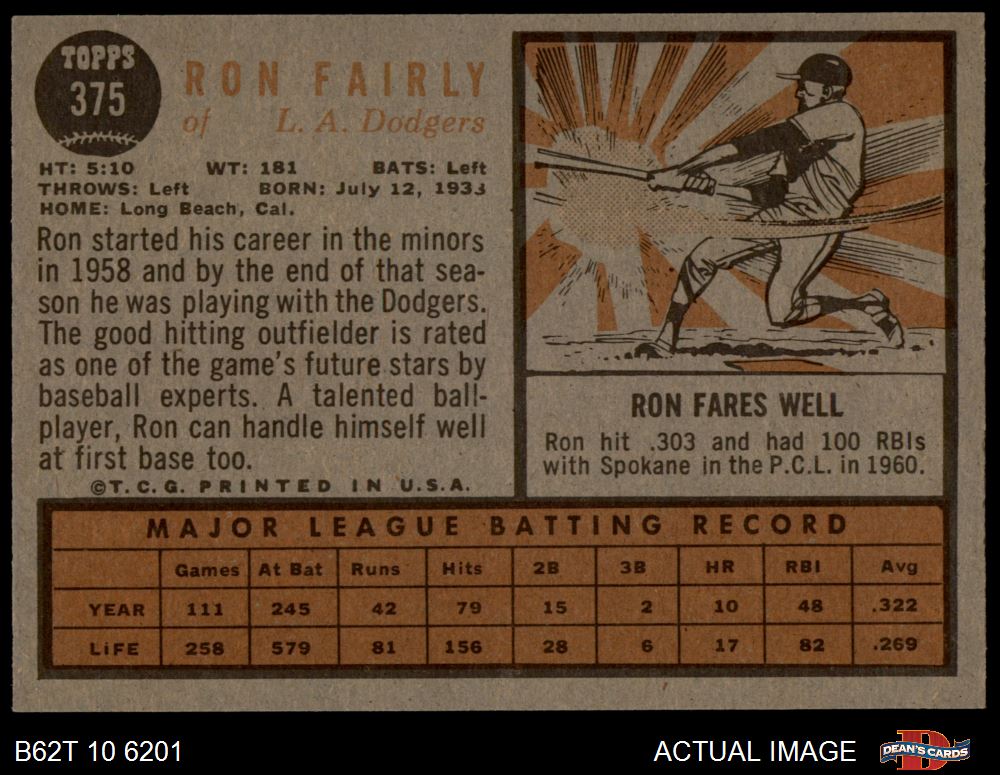 TOPPS
375
RON FAIRLY
of L. A. Dodgers
HT: 5:10 WT: 181 BATS: Left
THROWS: Left BORN: July 12, 1933
HOME: Long Beach, Cal.
Ron started his career in the minors
in 1958 and by the end of that sea-
son he was playing with the Dodgers.
The good hitting outfielder is rated
as one of the game's future stars by
baseball experts. A talented ball-
player, Ron can handle himself well
at first base too.
©T. C. G. PRINTED IN U.S.A.
RON FARES WELL
Ron hit .303 and had 100 RBIs
with Spokane in the P.C.L. in 1960.
MAJOR LEAGUE BATTING RECORD
Games At Bat Runs Hits 2B 3B HR RBI Avg
YEAR 111 245 42 79 15 2 10 48 .322
LiFE 258 579 81 156 28 6 17 82 .269
B62T 10 6201 ACTUAL IMAGE DEAN'S CARDS